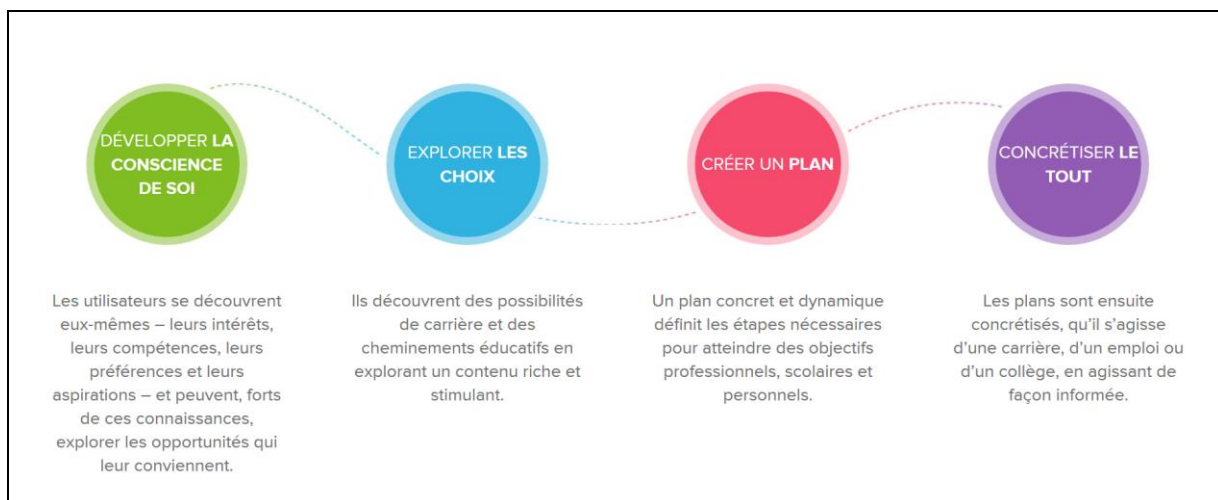 DÉVELOPPER LA
CONSCIENCE
DE SOI
EXPLORER LES
CHOIX
CRÉER UN PLAN
CONCRÉTISER LE
TOUT
Les utilisateurs se découvrent
eux-mêmes – leurs intérêts,
leurs compétences, leurs
préférences et leurs
aspirations – et peuvent, forts
de ces connaissances,
explorer les opportunités qui
leur conviennent.
Ils découvrent des possibilités
de carrière et des
cheminements éducatifs en
explorant un contenu riche et
stimulant.
Un plan concret et dynamique
définit les étapes nécessaires
pour atteindre des objectifs
professionnels, scolaires et
personnels.
Les plans sont ensuite
concrétisés, qu’il s’agisse
d’une carrière, d’un emploi ou
d’un collège, en agissant de
façon informée.